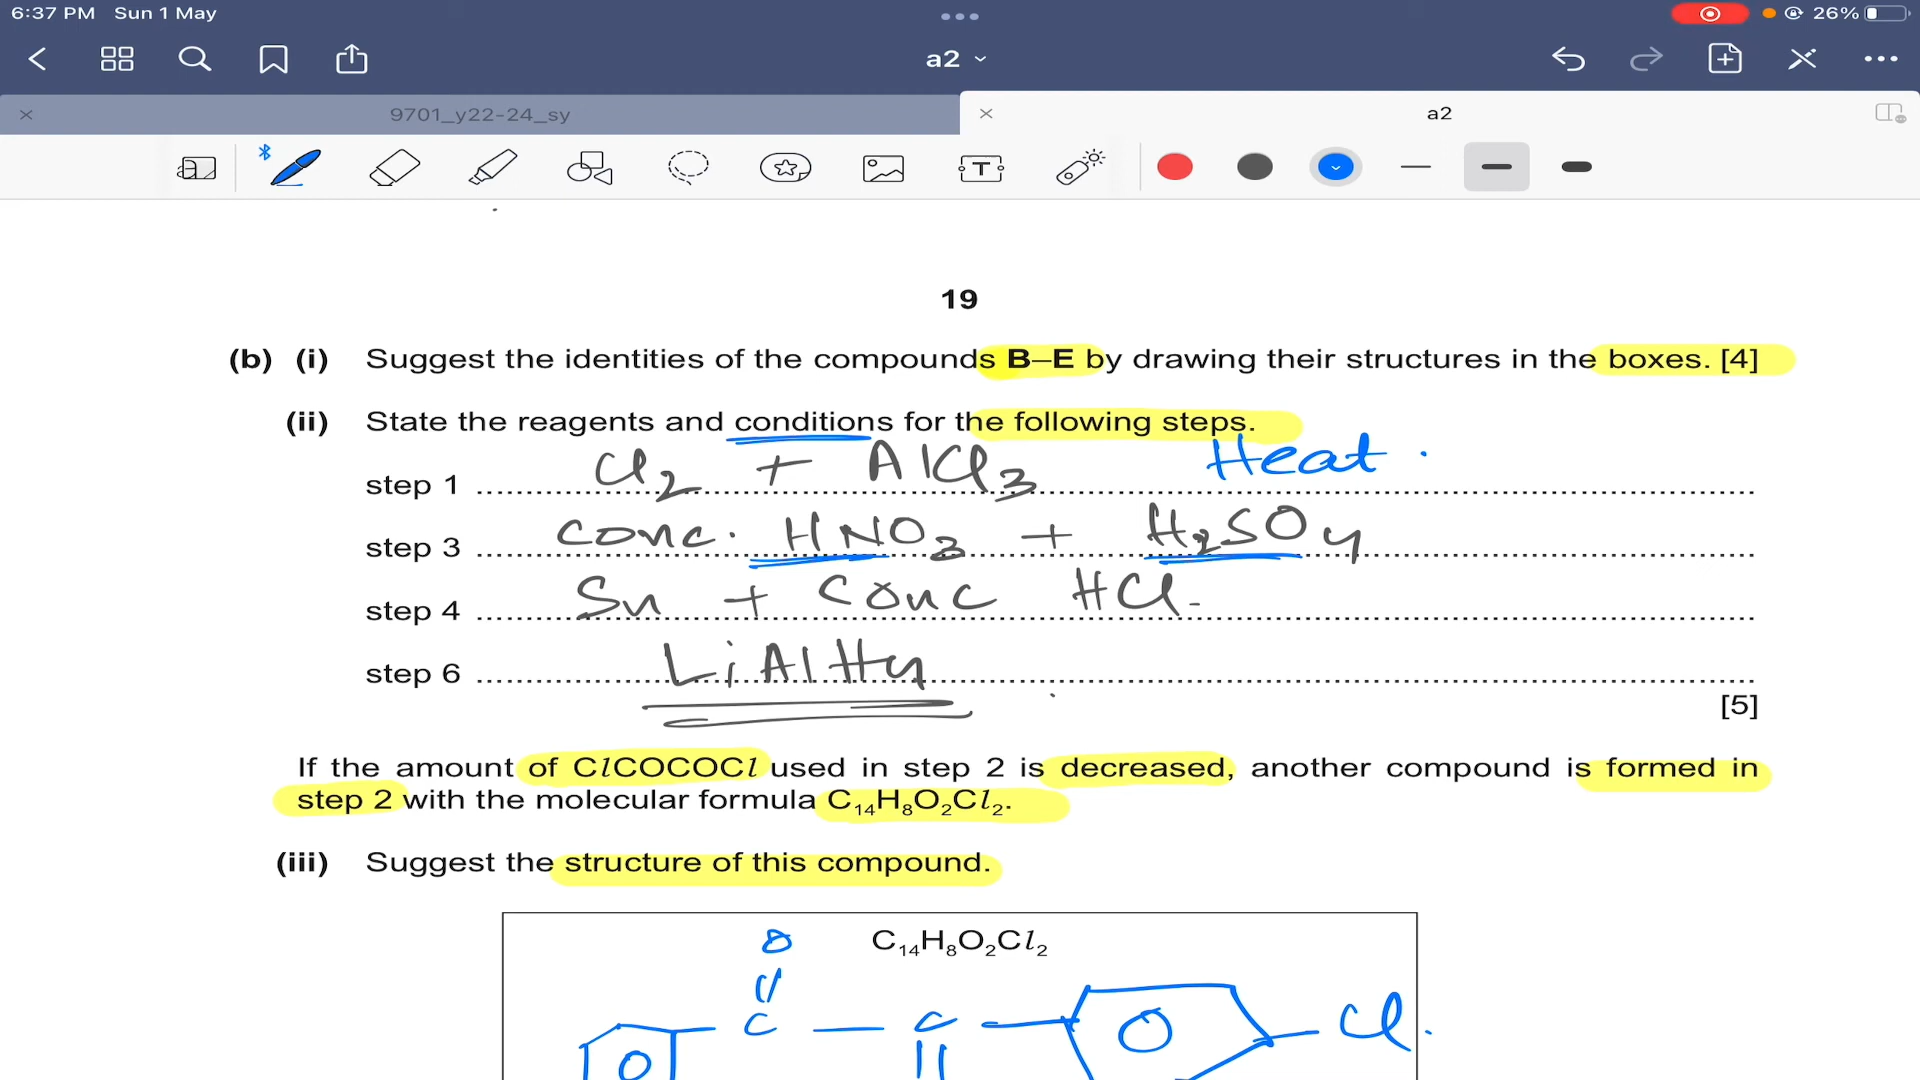 6:37 PM Sun 1 May
26%
a2
9701_y22-24_sy
a2
19
(b) (i) Suggest the identities of the compounds B–E by drawing their structures in the boxes. [4]
(ii) State the reagents and conditions for the following steps.
step 1 Cl2 + AlCl3 Heat.
step 3 conc. HNO3 + H2SO4
step 4 Sn + conc HCl.
step 6 LiAlH4
[5]
If the amount of ClCOCOCl used in step 2 is decreased, another compound is formed in
step 2 with the molecular formula C14H8O2Cl2.
(iii) Suggest the structure of this compound.
C14H8O2Cl2
O
C — C — Cl.